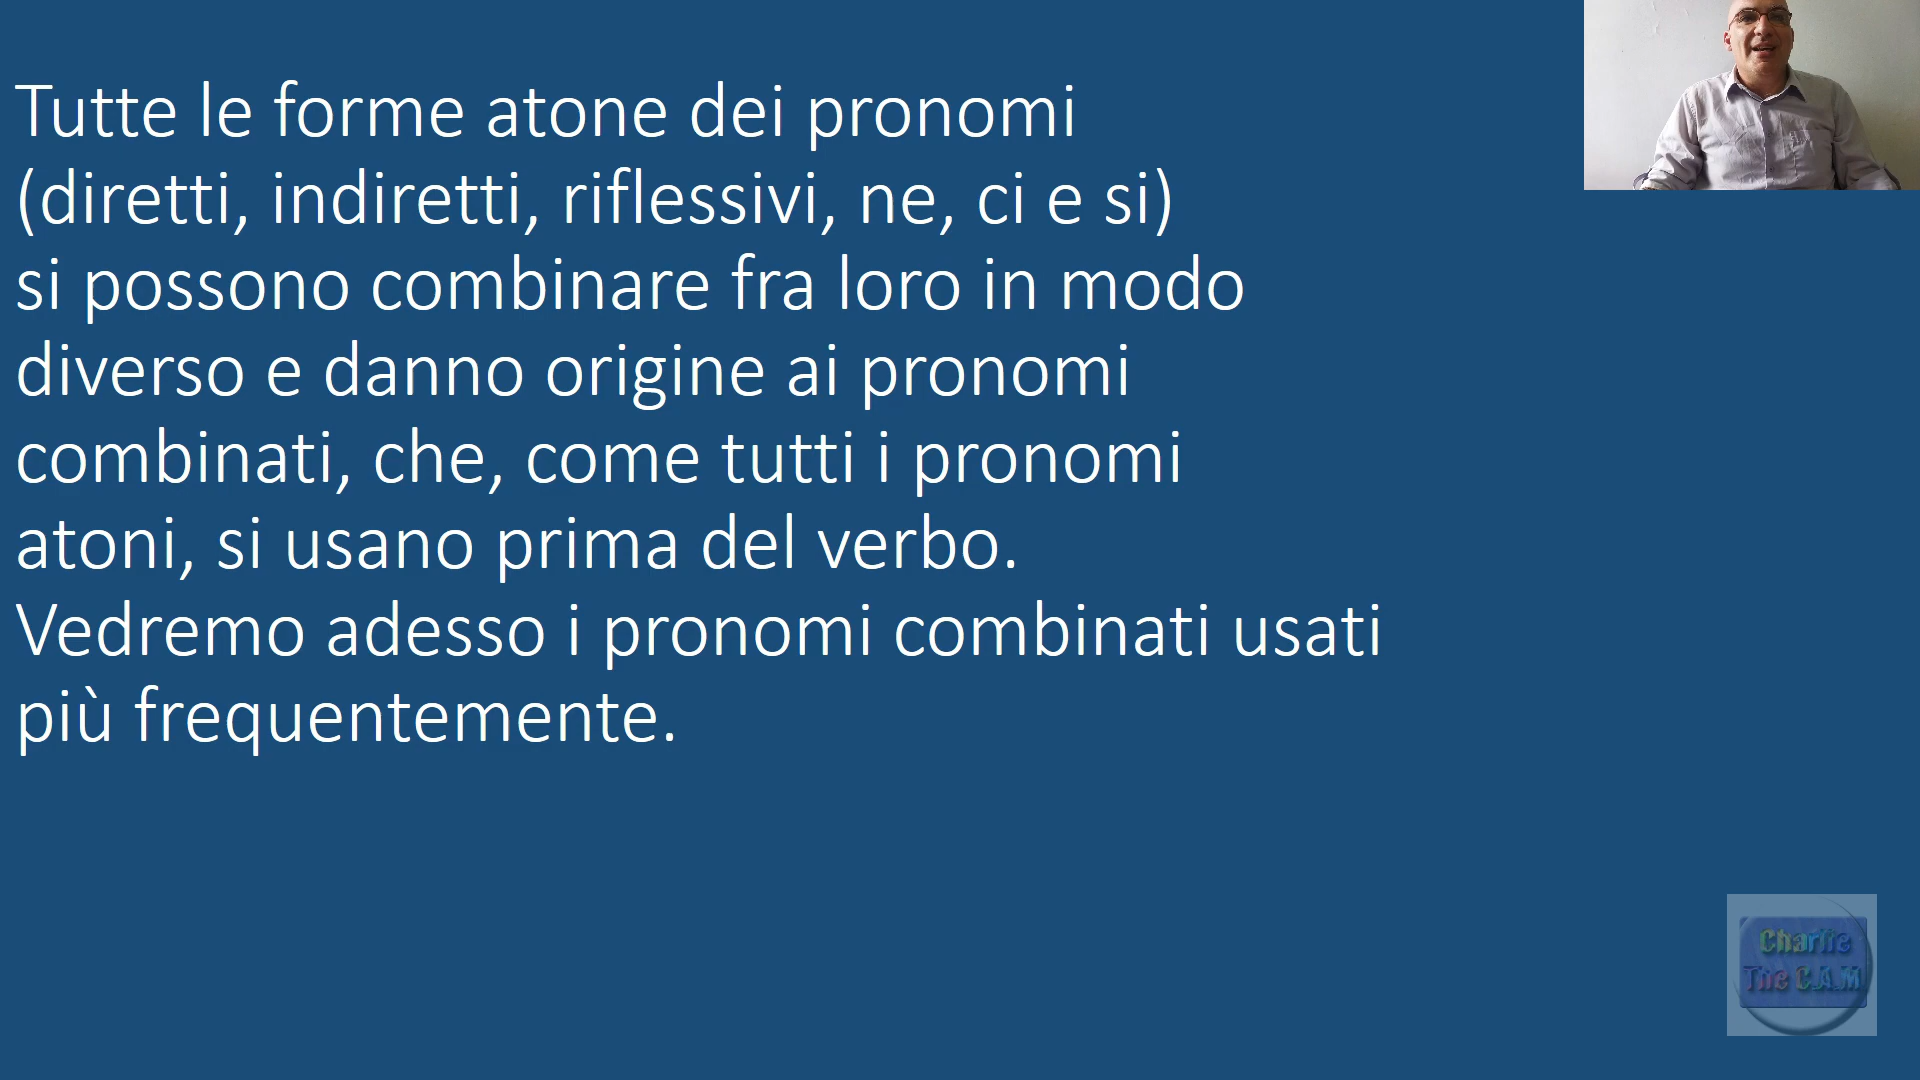 Tutte le forme atone dei pronomi
(diretti, indiretti, riflessivi, ne, ci e si)
si possono combinare fra loro in modo
diverso e danno origine ai pronomi
combinati, che, come tutti i pronomi
atoni, si usano prima del verbo.
Vedremo adesso i pronomi combinati usati
più frequentemente.
Charlie
The C.A.M